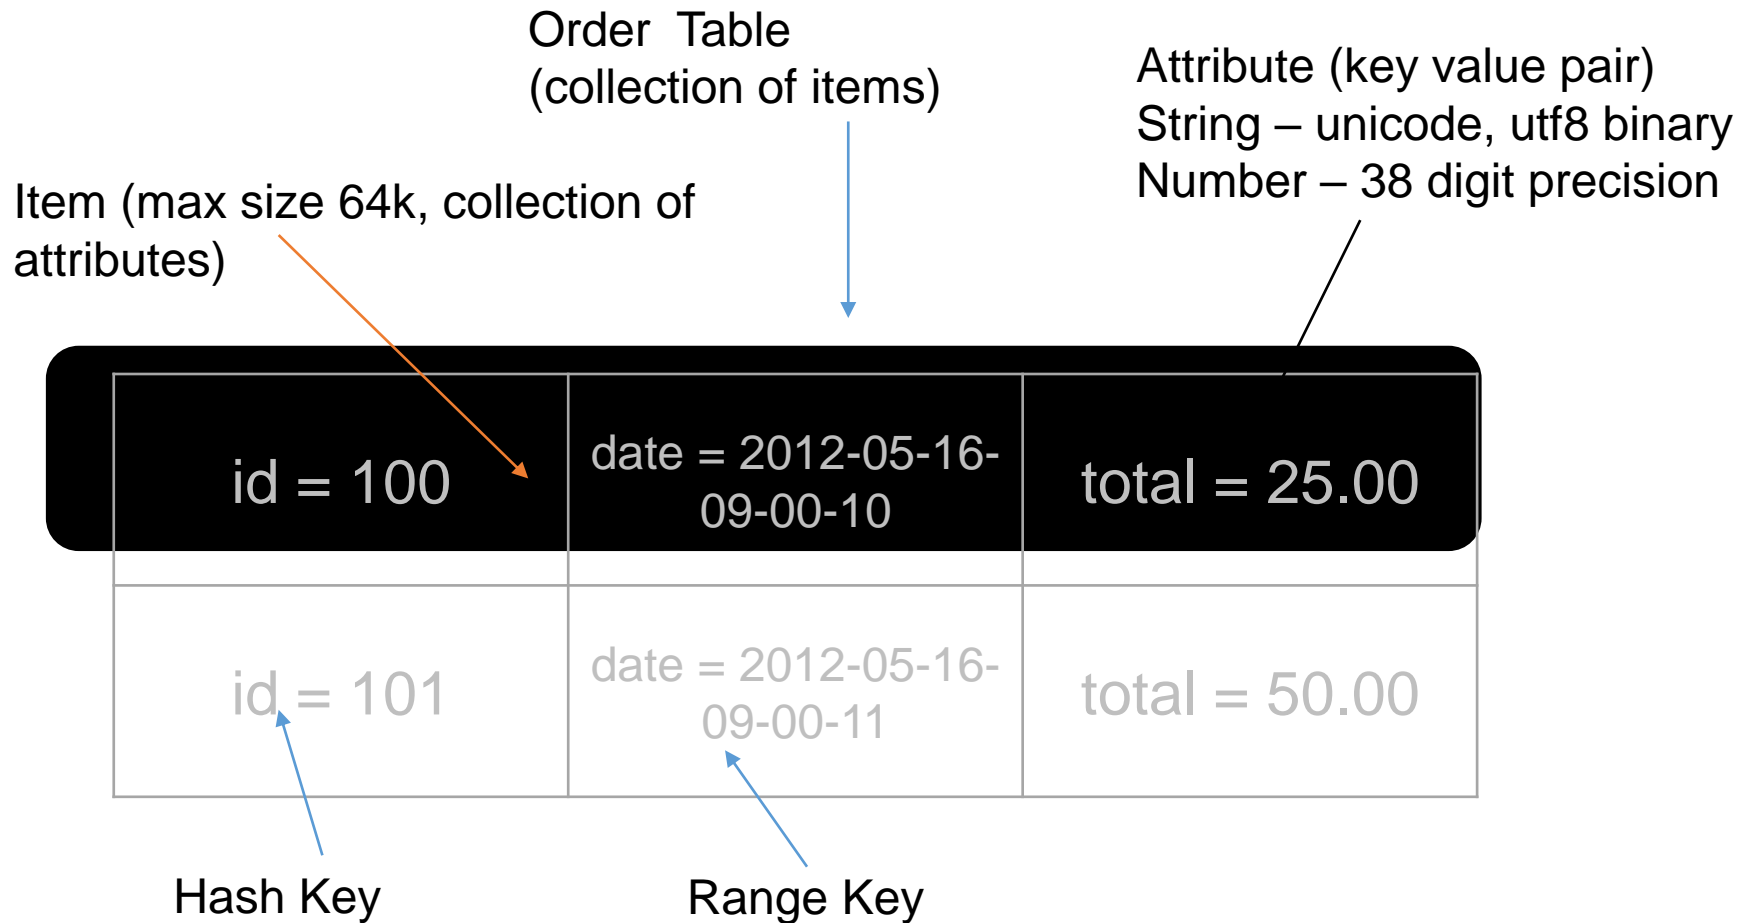 Order  Table
(collection of items)
Attribute (key value pair)
String – unicode, utf8 binary
Number – 38 digit precision
Item (max size 64k, collection of
attributes)
id = 100
date = 2012-05-16-
09-00-10
total = 25.00
id = 101
date = 2012-05-16-
09-00-11
total = 50.00
Hash Key
Range Key